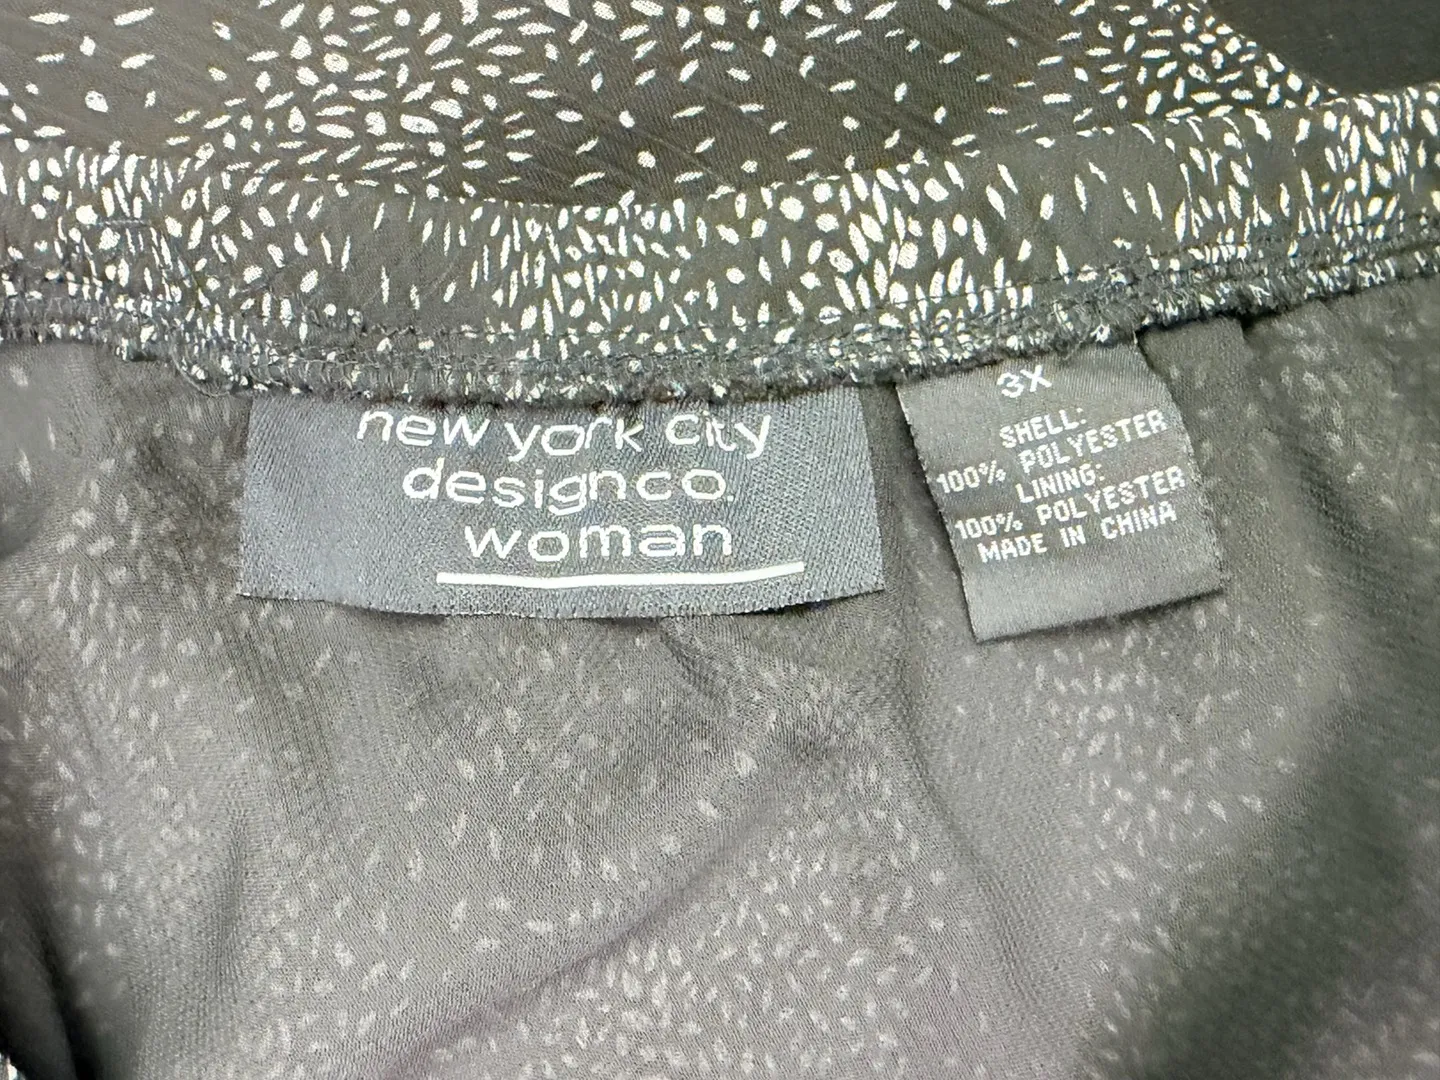 new york city
designco.
woman
3X
SHELL:
100% POLYESTER
LINING:
100% POLYESTER
MADE IN CHINA